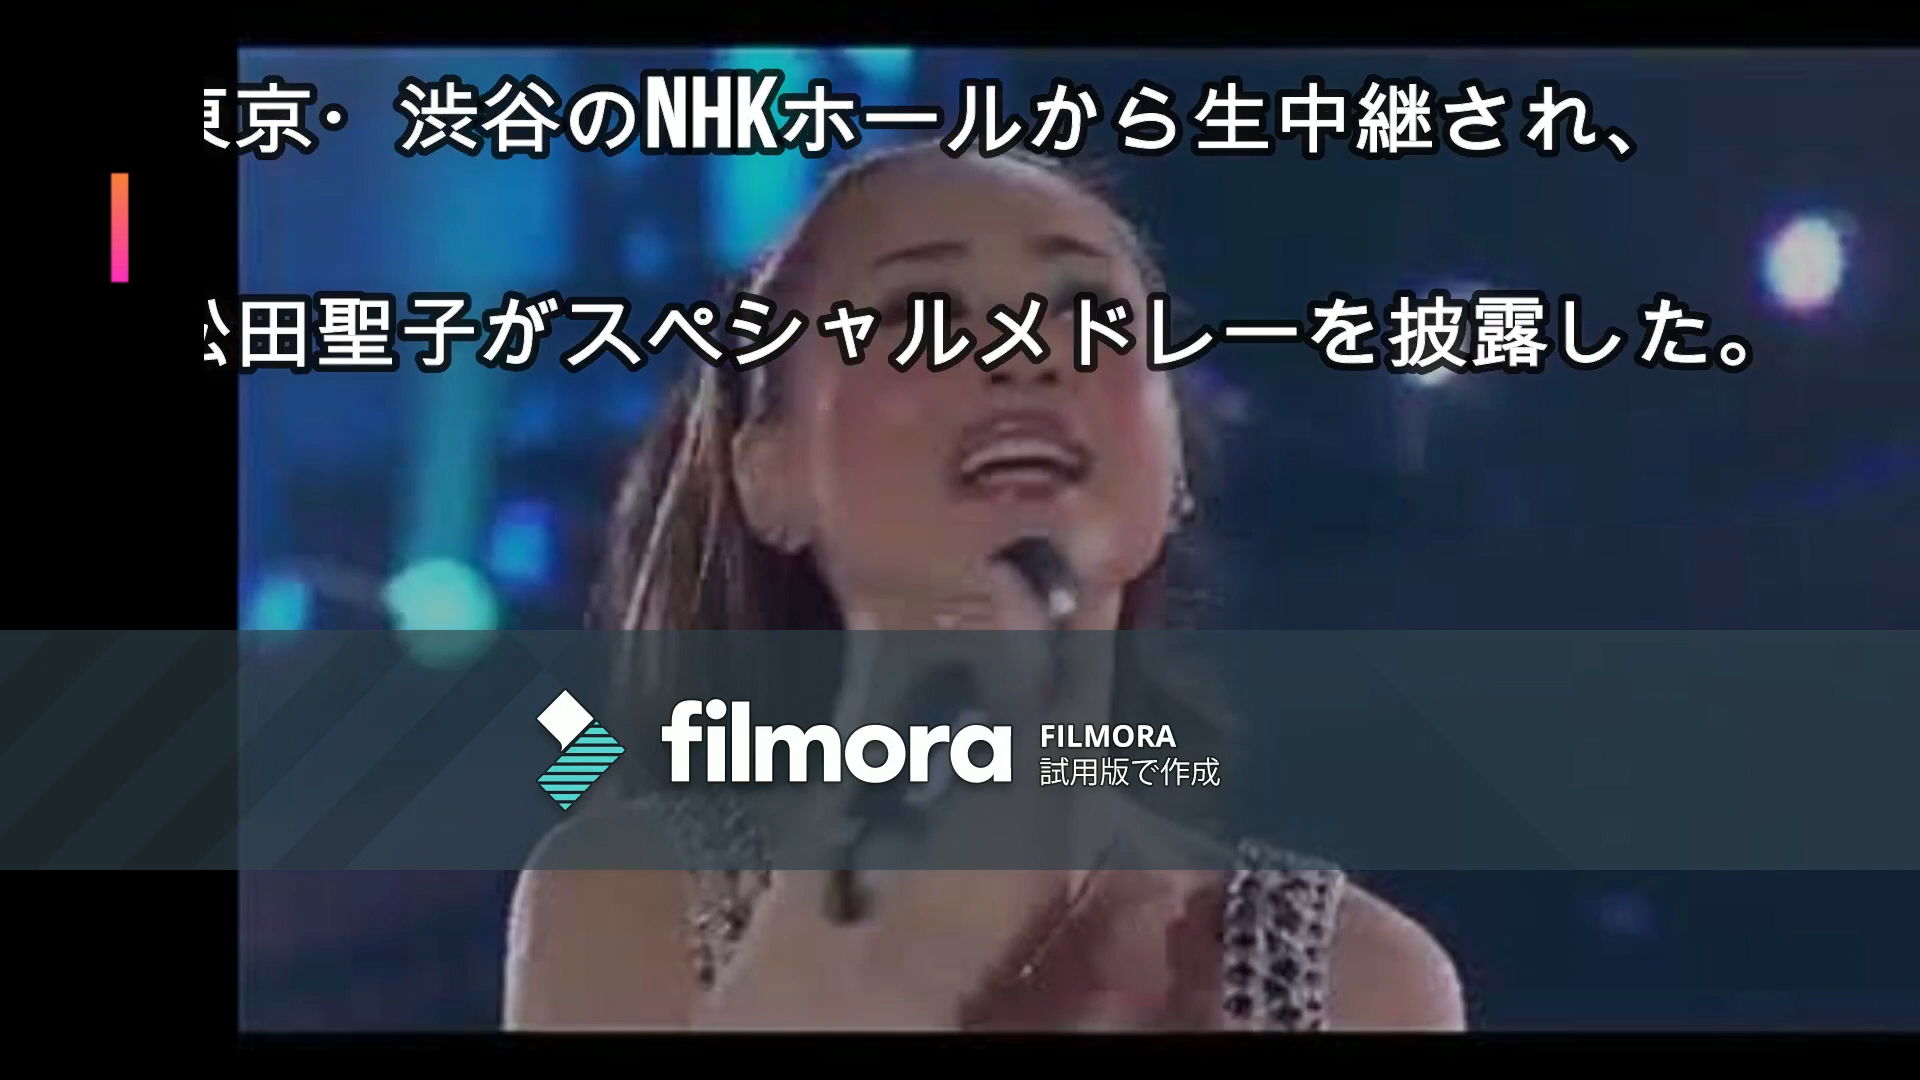 東京・渋谷のNHKホールから生中継され、
松田聖子がスペシャルメドレーを披露した。
filmora
FILMORA
試用版で作成